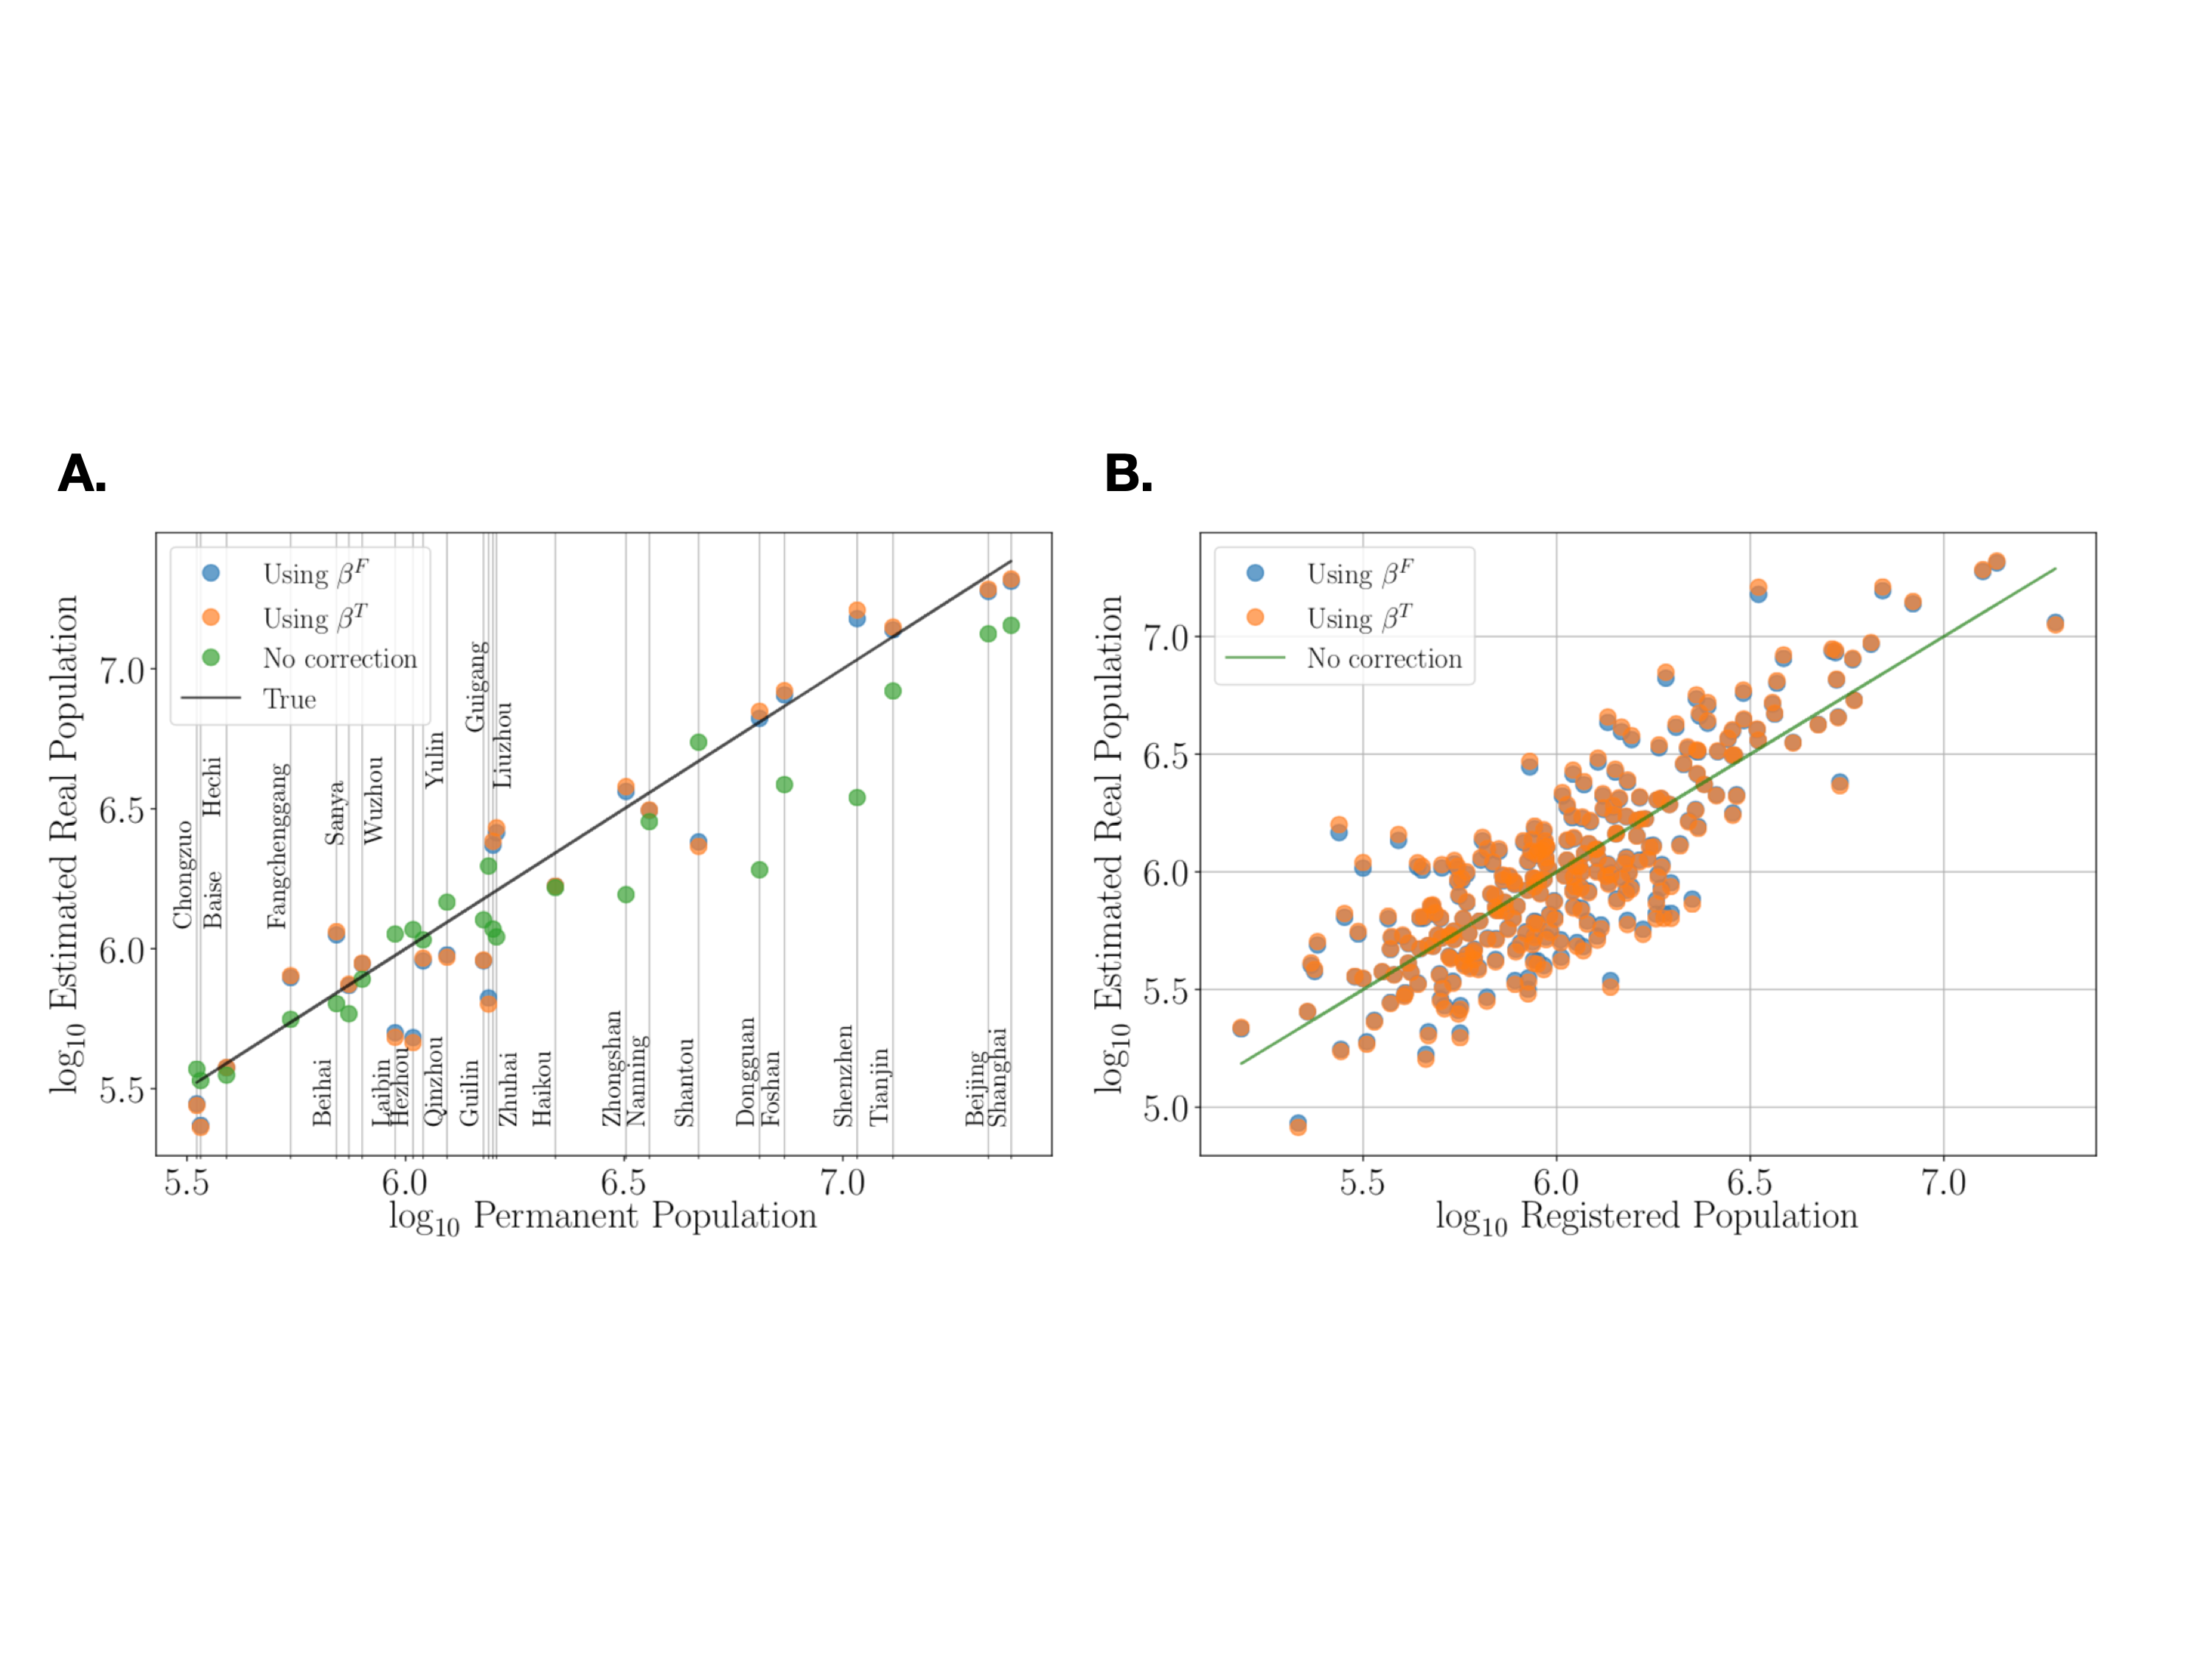 A.
B.
Using β^F
Using β^T
No correction
True
Chongzuo
Hechi
Baise
Fangchenggang
Sanya
Wuzhou
Yulin
Guigang
Liuzhou
Beihai
Laibin
Hezhou
Qinzhou
Guilin
Zhuhai
Haikou
Zhongshan
Nanning
Shantou
Dongguan
Foshan
Shenzhen
Tianjin
Beijing
Shanghai
log₁₀ Estimated Real Population
7.0
6.5
6.0
5.5
5.5 6.0 6.5 7.0
log₁₀ Permanent Population
Using β^F
Using β^T
No correction
log₁₀ Estimated Real Population
7.0
6.5
6.0
5.5
5.0
5.5 6.0 6.5 7.0
log₁₀ Registered Population